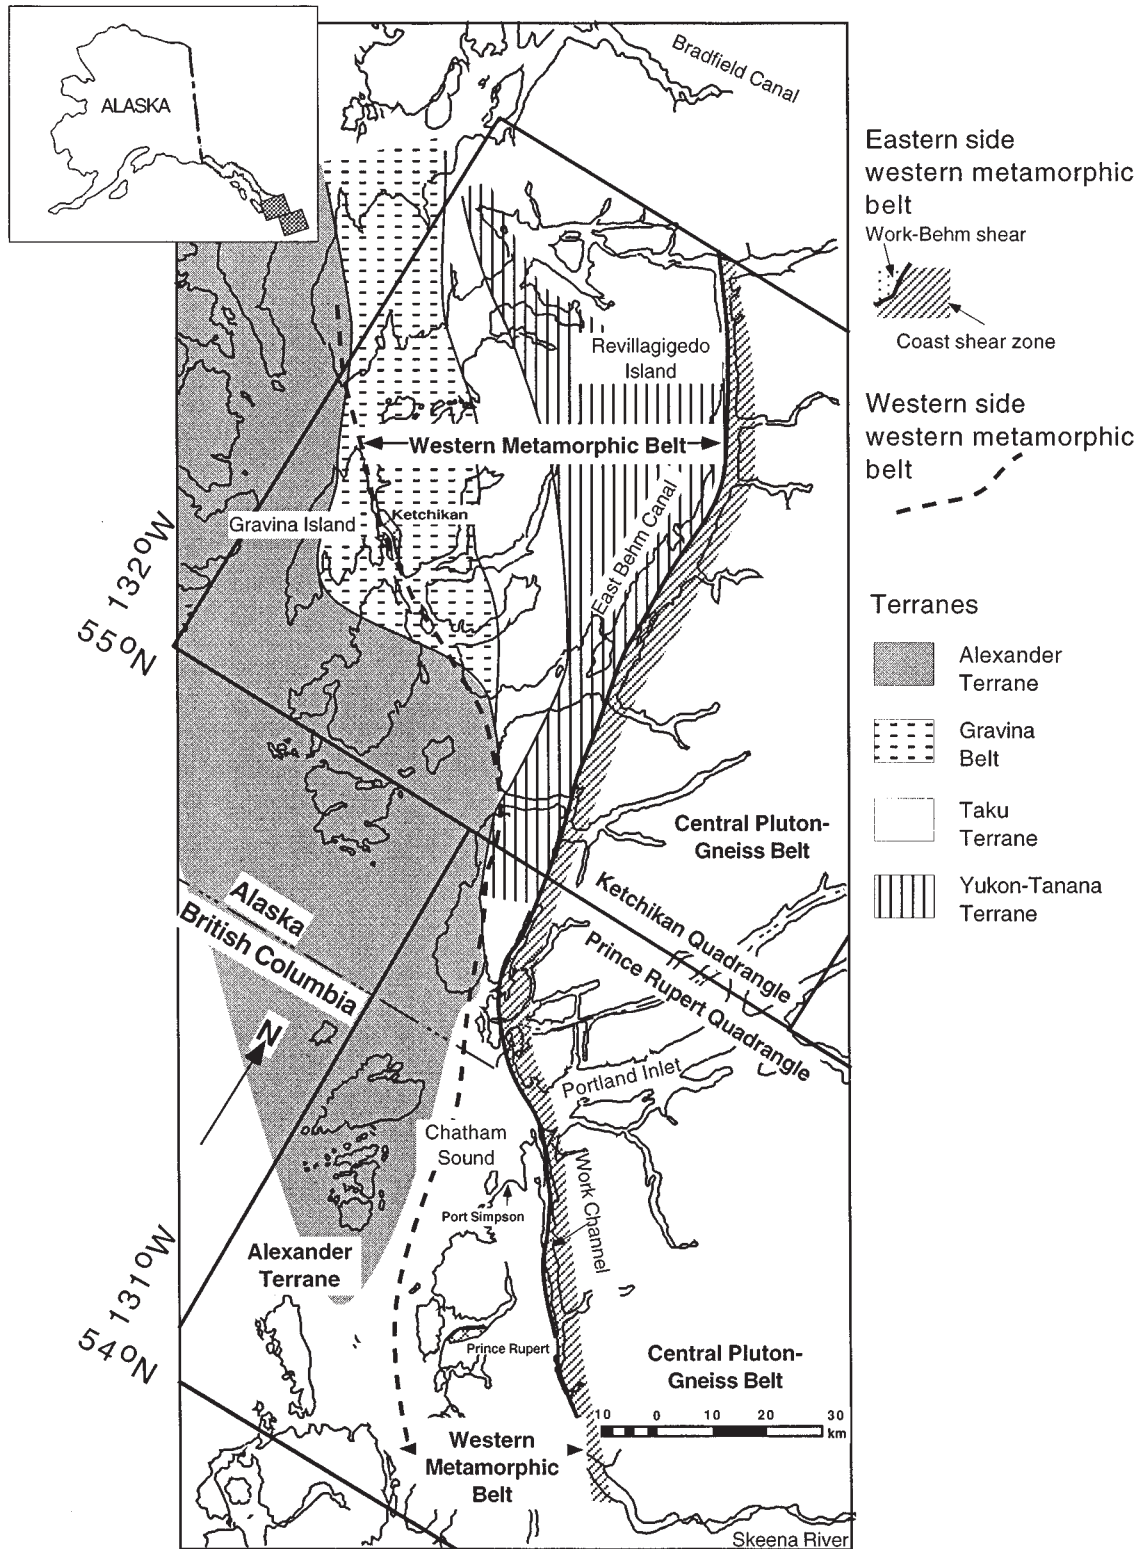 ALASKA
Bradfield Canal
Eastern side
western metamorphic
belt
Work-Behm shear
Coast shear zone
Western side
western metamorphic
belt
Revillagigedo
Island
Western Metamorphic Belt
Gravina Island
Ketchikan
East Behm Canal
132°W
55°N
Terranes
Alexander
Terrane
Gravina
Belt
Taku
Terrane
Yukon-Tanana
Terrane
Central Pluton-
Gneiss Belt
Ketchikan Quadrangle
Prince Rupert Quadrangle
Alaska
British Columbia
N
Portland Inlet
Chatham
Sound
Port Simpson
Work Channel
Alexander
Terrane
131°W
54°N
Prince Rupert
Central Pluton-
Gneiss Belt
10 0 10 20 30
km
Western
Metamorphic
Belt
Skeena River